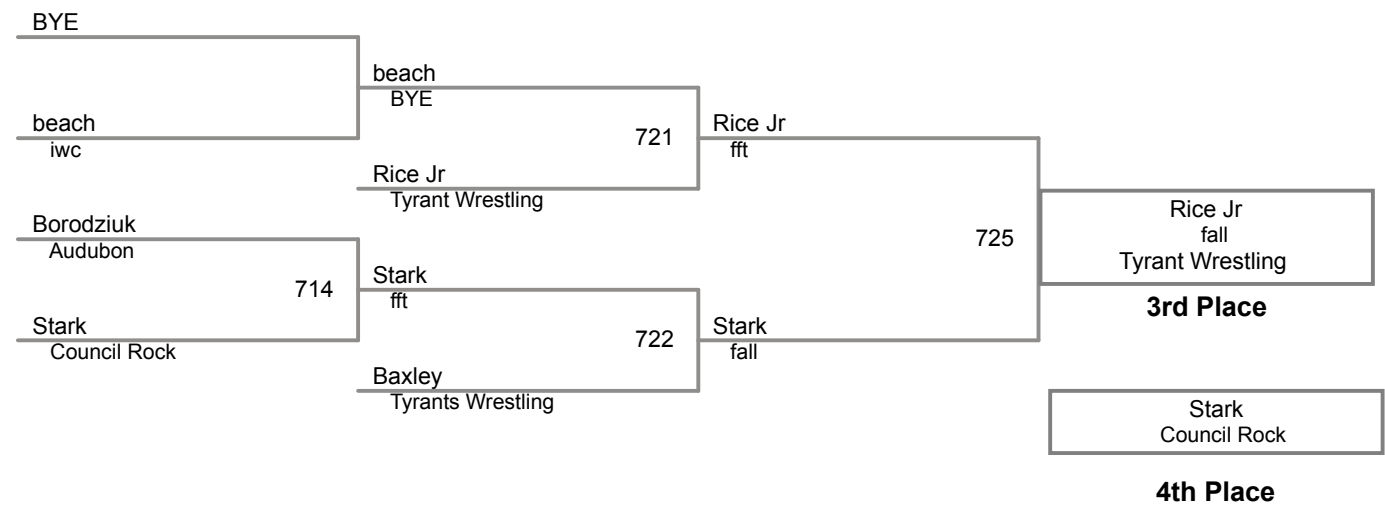 BYE
beach
BYE
beach
iwc
721
Rice Jr
fft
Rice Jr
Tyrant Wrestling
Borodziuk
Audubon
714
Stark
fft
Stark
Council Rock
722
Stark
fall
Baxley
Tyrants Wrestling
725
Rice Jr
fall
Tyrant Wrestling
3rd Place
Stark
Council Rock
4th Place